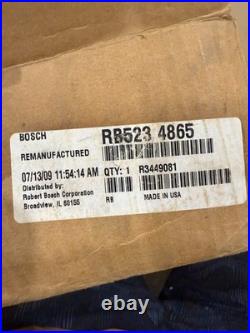 BOSCH RB523 4865
REMANUFACTURED
07/13/09 11:54:14 AM QTY: 1 R3449081
Distributed by:
Robert Bosch Corporation
Broadview, IL 60155 RB MADE IN USA